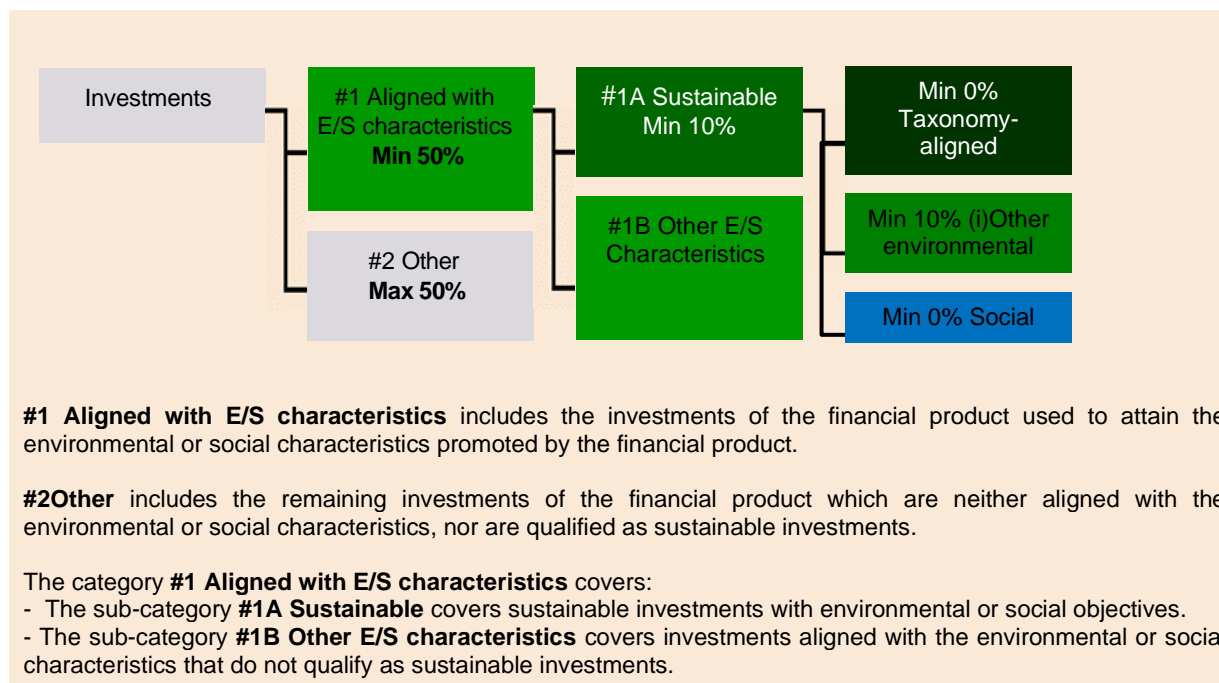 Investments
#1 Aligned with
E/S characteristics
Min 50%
#2 Other
Max 50%
#1A Sustainable
Min 10%
#1B Other E/S
Characteristics
Min 0%
Taxonomy-
aligned
Min 10% (i)Other
environmental
Min 0% Social
#1 Aligned with E/S characteristics includes the investments of the financial product used to attain the
environmental or social characteristics promoted by the financial product.
#2Other includes the remaining investments of the financial product which are neither aligned with the
environmental or social characteristics, nor are qualified as sustainable investments.
The category #1 Aligned with E/S characteristics covers:
- The sub-category #1A Sustainable covers sustainable investments with environmental or social objectives.
- The sub-category #1B Other E/S characteristics covers investments aligned with the environmental or social
characteristics that do not qualify as sustainable investments.